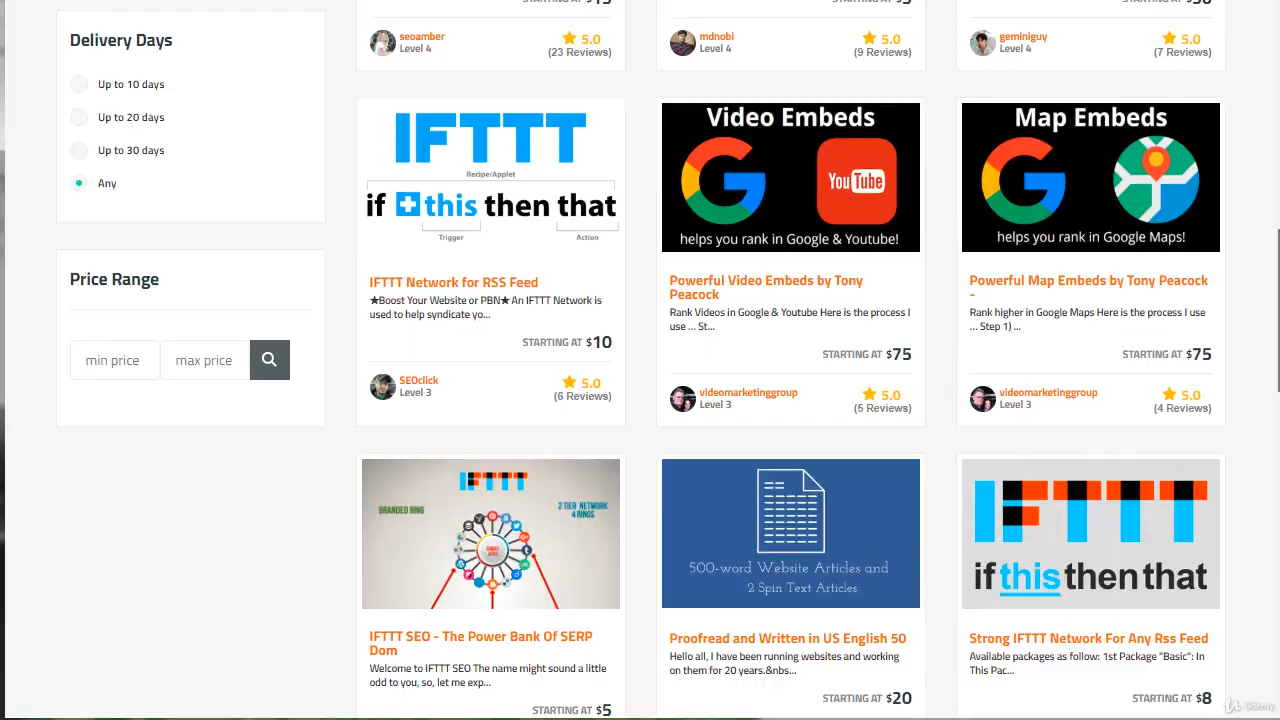 Delivery Days
Up to 10 days
Up to 20 days
Up to 30 days
Any
Price Range
min price
max price
STARTING AT
seoamber
Level 4
5.0
(23 Reviews)
STARTING AT
mdnobi
Level 4
5.0
(9 Reviews)
STARTING AT
geminiguy
Level 4
5.0
(7 Reviews)
IFTTT
Recipe/Applet
if this then that
Trigger
Action
IFTTT Network for RSS Feed
★Boost Your Website or PBN★ An IFTTT Network is
used to help syndicate yo...
STARTING AT $10
SEOclick
Level 3
5.0
(6 Reviews)
Video Embeds
YouTube
helps you rank in Google & Youtube!
Powerful Video Embeds by Tony
Peacock
Rank Videos in Google & Youtube Here is the process I
use ... St...
STARTING AT $75
videomarketinggroup
Level 3
5.0
(5 Reviews)
Map Embeds
helps you rank in Google Maps!
Powerful Map Embeds by Tony Peacock
-
Rank higher in Google Maps Here is the process I use
... Step 1) ...
STARTING AT $75
videomarketinggroup
Level 3
5.0
(4 Reviews)
IFTTT
BRANDED RING
2 TIER NETWORK
4 RINGS
IFTTT SEO - The Power Bank Of SERP
Dom
Welcome to IFTTT SEO The name might sound a little
odd to you, so, let me exp...
STARTING AT $5
500-word Website Articles and
2 Spin Text Articles
Proofread and Written in US English 50
Hello all, I have been running websites and working
on them for 20 years.&nbs...
STARTING AT $20
IFTTT
if this then that
Strong IFTTT Network For Any Rss Feed
Available packages as follow: 1st Package "Basic": In
This Pac...
STARTING AT $8
Udemy